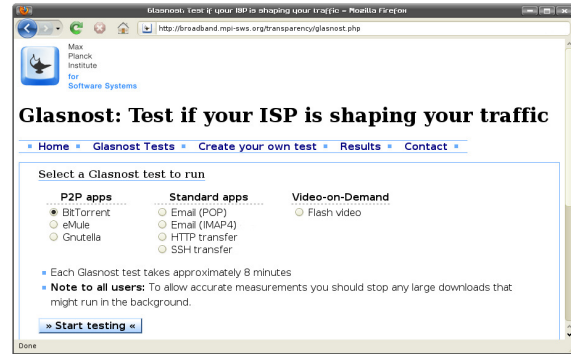 Glasnost: Test if your ISP is shaping your traffic - Mozilla Firefox
http://broadband.mpi-sws.org/transparency/glasnost.php
Max
Planck
Institute
for
Software Systems
Glasnost: Test if your ISP is shaping your traffic
Home Glasnost Tests Create your own test Results Contact
Select a Glasnost test to run
P2P apps Standard apps Video-on-Demand
BitTorrent Email (POP) Flash video
eMule Email (IMAP4)
Gnutella HTTP transfer
SSH transfer
Each Glasnost test takes approximately 8 minutes
Note to all users: To allow accurate measurements you should stop any large downloads that
might run in the background.
» Start testing «
Done